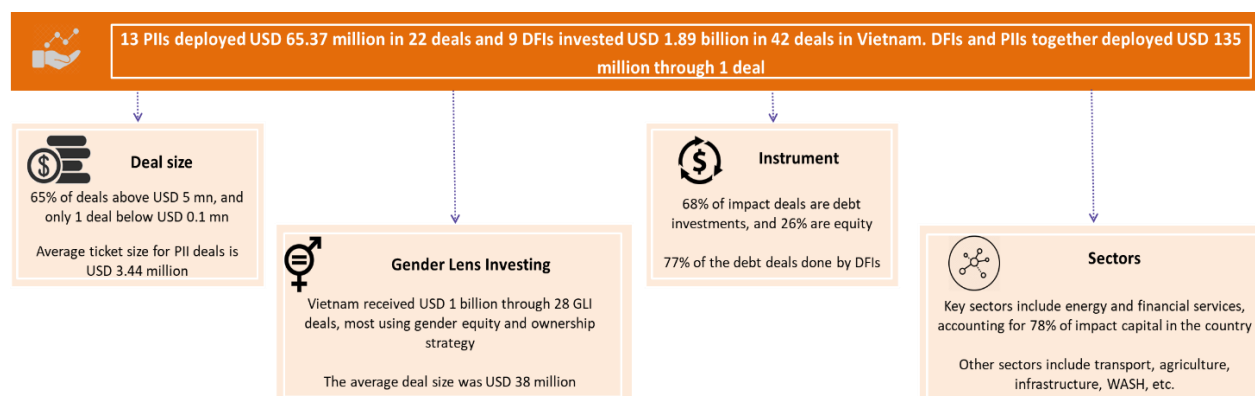 13 PIIs deployed USD 65.37 million in 22 deals and 9 DFIs invested USD 1.89 billion in 42 deals in Vietnam. DFIs and PIIs together deployed USD 135
million through 1 deal
Deal size
65% of deals above USD 5 mn, and
only 1 deal below USD 0.1 mn
Average ticket size for PII deals is
USD 3.44 million
Gender Lens Investing
Vietnam received USD 1 billion through 28 GLI
deals, most using gender equity and ownership
strategy
The average deal size was USD 38 million
Instrument
68% of impact deals are debt
investments, and 26% are equity
77% of the debt deals done by DFIs
Sectors
Key sectors include energy and financial services,
accounting for 78% of impact capital in the country
Other sectors include transport, agriculture,
infrastructure, WASH, etc.